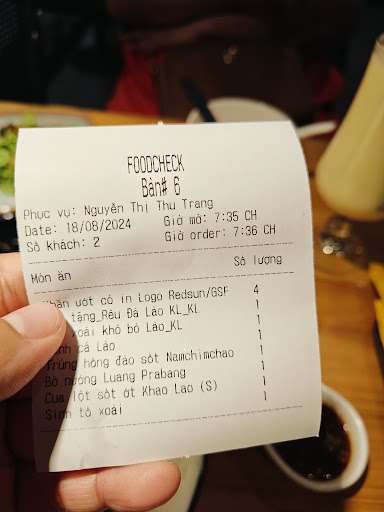 FOODCHECK
Bàn# 6
Phục vụ: Nguyễn Thị Thu Trang
Date: 18/08/2024 Giờ mở: 7:35 CH
Số khách: 2 Giờ order: 7:36 CH
Món ăn Số lượng
ướt có in Logo Redsun/GSF 4
tặng_Râu Đá Lào KL_KL 1
xoài khô bò Lào_KL 1
cá Lào 1
Trứng hồng đào sốt Namchimchao 1
Bò nướng Luang Prabang 1
Cua lột sốt ớt Khao Lao (S) 1
Sinh tố xoài 1